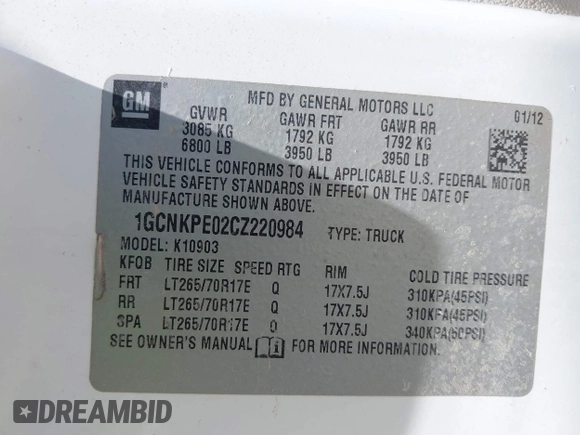 GM
MFD BY GENERAL MOTORS LLC
01/12
GVWR GAWR FRT GAWR RR
3085 KG 1792 KG 1792 KG
6800 LB 3950 LB 3950 LB
THIS VEHICLE CONFORMS TO ALL APPLICABLE U.S. FEDERAL MOTOR
VEHICLE SAFETY STANDARDS IN EFFECT ON THE DATE OF
MANUFACTURE SHOWN ABOVE.
1GCNKPE02CZ220984 TYPE: TRUCK
MODEL: K10903
KFOB TIRE SIZE SPEED RTG RIM COLD TIRE PRESSURE
FRT LT265/70R17E Q 17X7.5J 310KPA(45PSI)
RR LT265/70R17E Q 17X7.5J 310KPA(45PSI)
SPA LT265/70R17E Q 17X7.5J 340KPA(50PSI)
SEE OWNER'S MANUAL FOR MORE INFORMATION.
DREAMBID